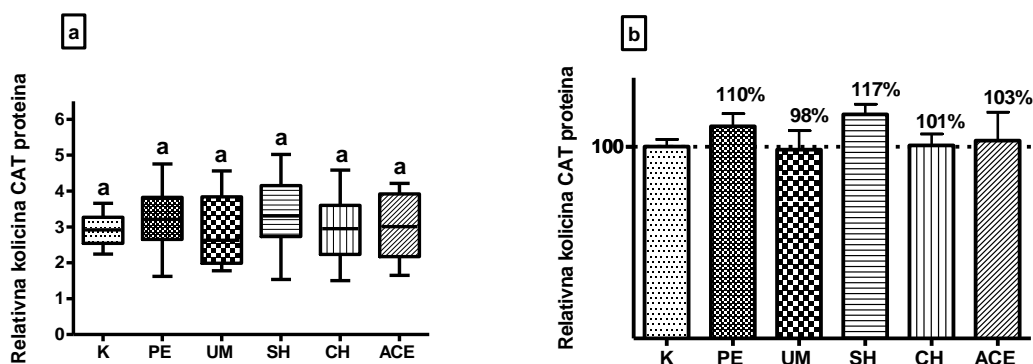 a
Relativna kolicina CAT proteina
6
5
4
3
2
1
0
a a a a a a
K PE UM SH CH ACE
b
Relativna kolicina CAT proteina
100
110% 98% 117% 101% 103%
K PE UM SH CH ACE